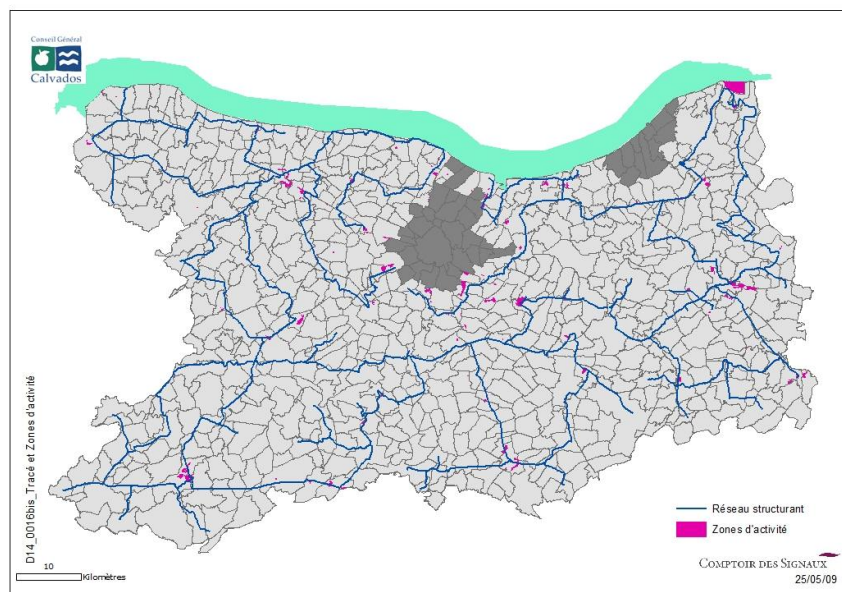 Conseil Général
Calvados
D14_0016bis_Tracé et Zones d'activité
Réseau structurant
Zones d'activité
10
Kilomètres
COMPTOIR DES SIGNAUX
25/05/09